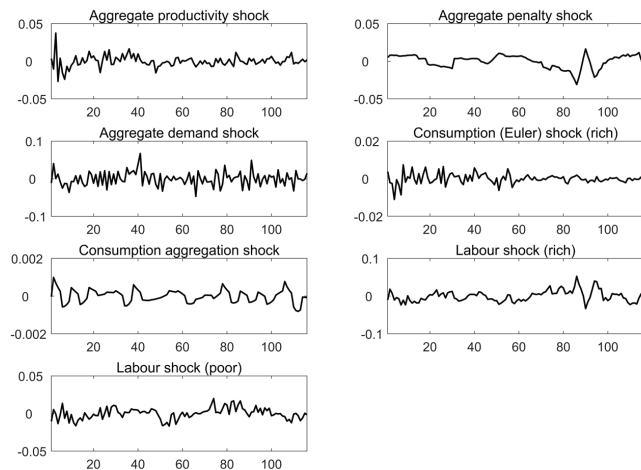 Aggregate productivity shock
0.05
0
-0.05
20 40 60 80 100
Aggregate penalty shock
0.05
0
-0.05
20 40 60 80 100
Aggregate demand shock
0.1
0
-0.1
20 40 60 80 100
Consumption (Euler) shock (rich)
0.02
0
-0.02
20 40 60 80 100
Consumption aggregation shock
0.002
0
-0.002
20 40 60 80 100
Labour shock (rich)
0.1
0
-0.1
20 40 60 80 100
Labour shock (poor)
0.05
0
-0.05
20 40 60 80 100